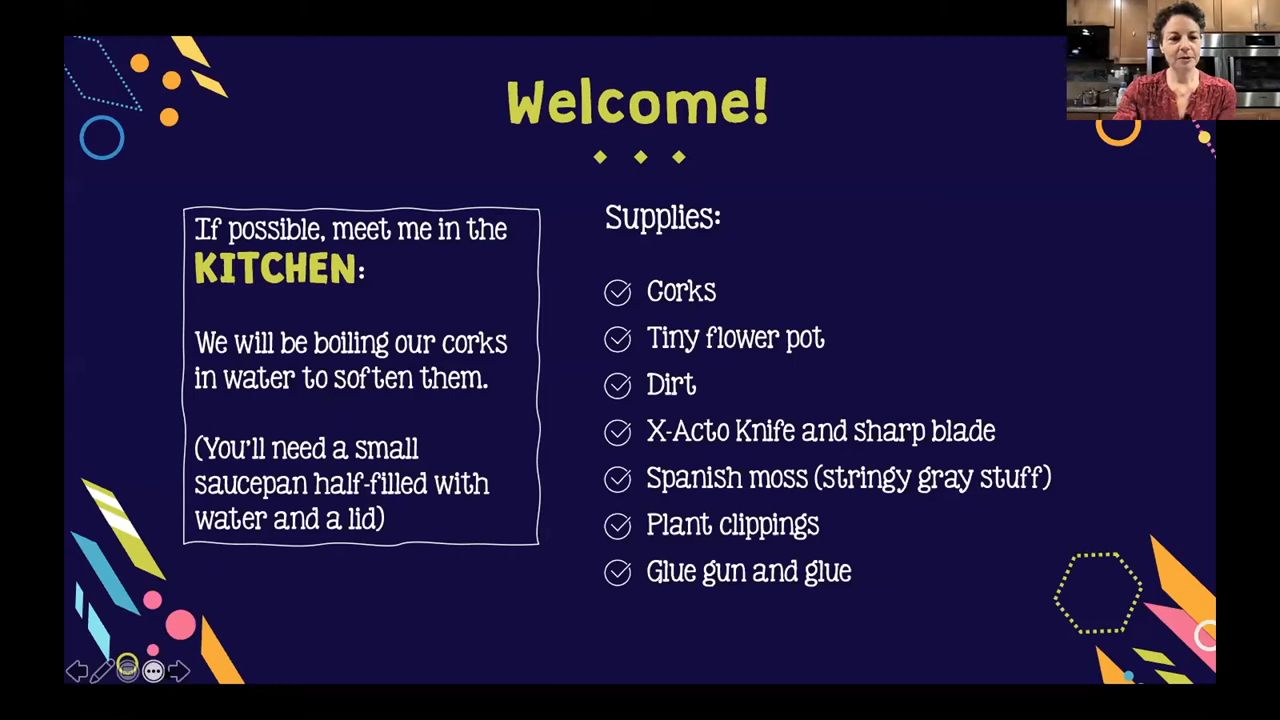 Welcome!
If possible, meet me in the
KITCHEN:
We will be boiling our corks
in water to soften them.
(You'll need a small
saucepan half-filled with
water and a lid)
Supplies:
Corks
Tiny flower pot
Dirt
X-Acto Knife and sharp blade
Spanish moss (stringy gray stuff)
Plant clippings
Glue gun and glue